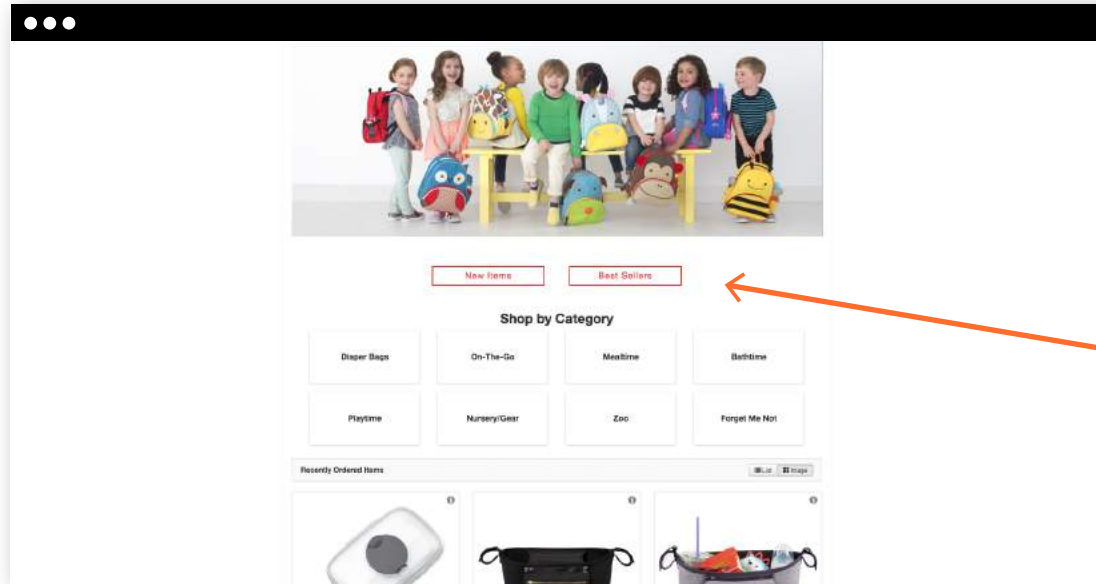 New Items Best Sellers
Shop by Category
Diaper Bags On-The-Go Mealtime Bathtime
Playtime Nursery/Gear Zoo Forget Me Not
Recently Ordered Items List Image